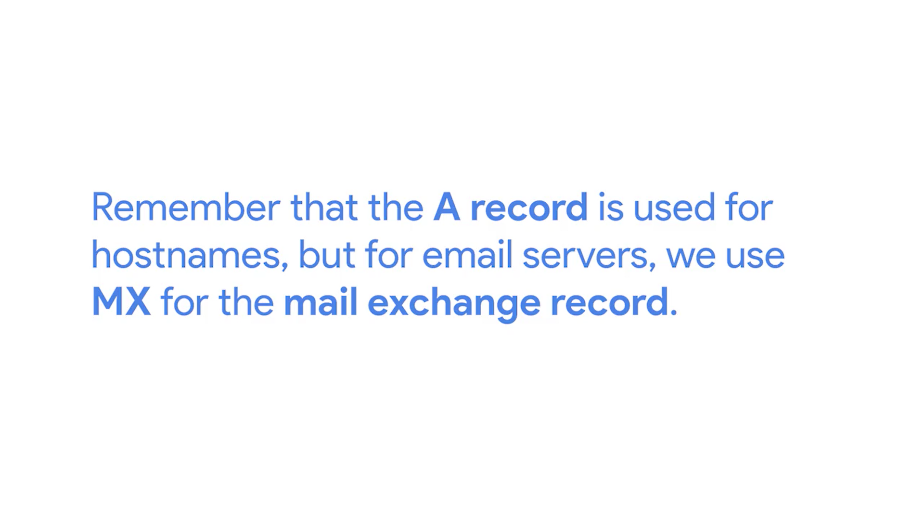 Remember that the A record is used for
hostnames, but for email servers, we use
MX for the mail exchange record.